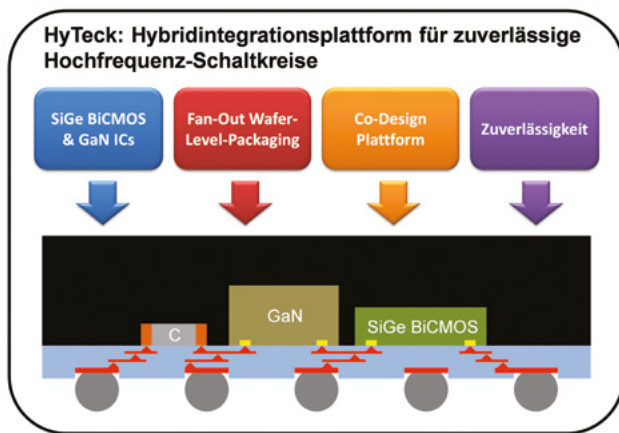 HyTeck: Hybridintegrationsplattform für zuverlässige
Hochfrequenz-Schaltkreise
SiGe BiCMOS
& GaN ICs
Fan-Out Wafer-
Level-Packaging
Co-Design
Plattform
Zuverlässigkeit
C
GaN
SiGe BiCMOS